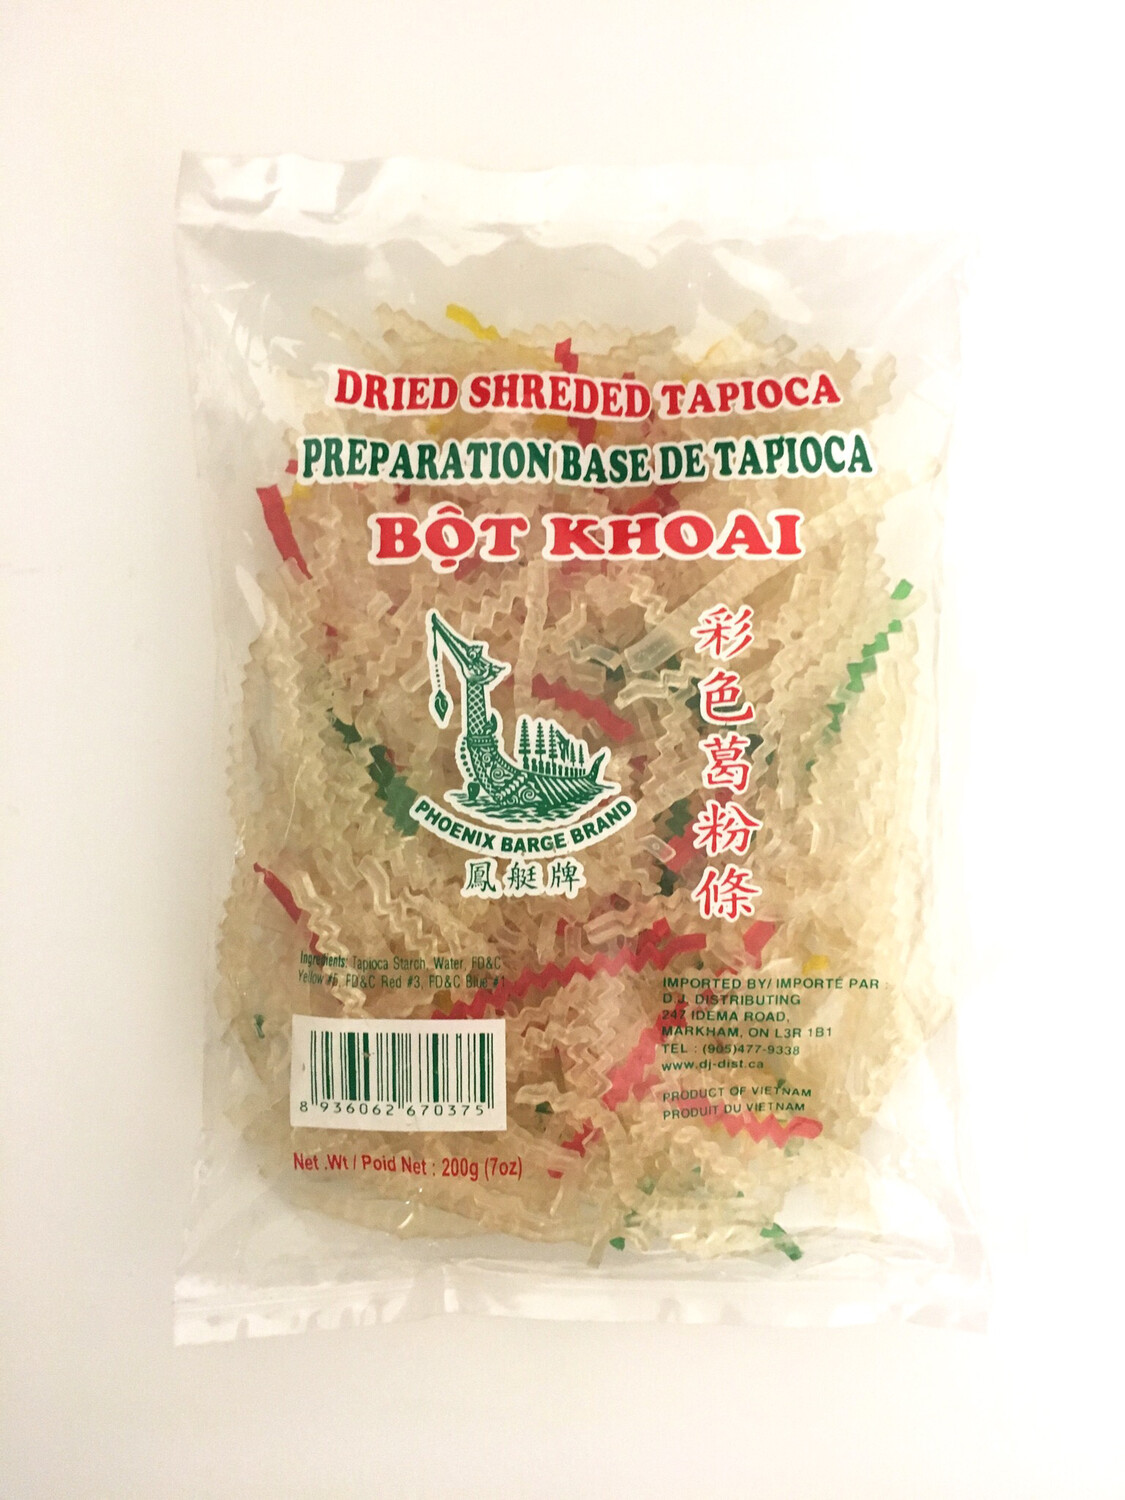 DRIED SHREDED TAPIOCA
PREPARATION BASE DE TAPIOCA
BỘT KHOAI
彩色葛粉條
PHOENIX BARGE BRAND
鳳艇牌
Ingredients: Tapioca Starch, Water, FD&C
Yellow #5, FD&C Red #3, FD&C Blue #1
8 936062 670375
Net .Wt / Poid Net : 200g (7oz)
IMPORTED BY/ IMPORTÉ PAR :
D.J. DISTRIBUTING
247 IDEMA ROAD,
MARKHAM, ON L3R 1B1
TEL : (905)477-9338
www.dj-dist.ca
PRODUCT OF VIETNAM
PRODUIT DU VIETNAM